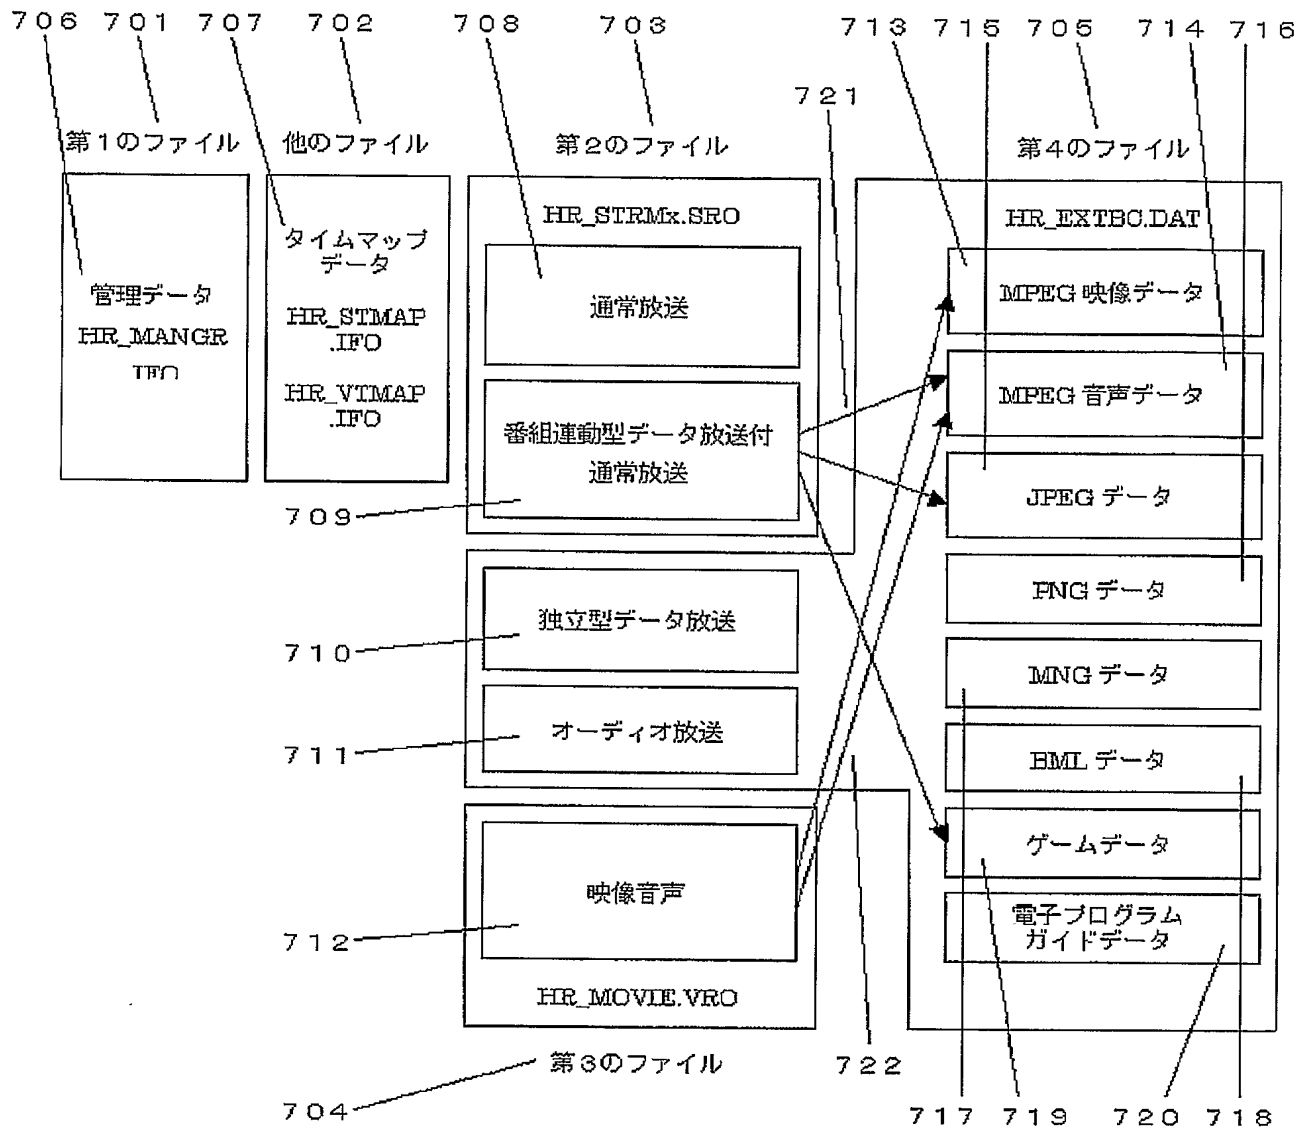 ７０６
７０１
７０７
７０２
７０８
７０３
７１３
７１５
７０５
７１４
７１６
７２１
第１のファイル
他のファイル
第２のファイル
第４のファイル
管理データ
HR_MANGR
.IFO
タイムマップ
データ
HR_STMAP
.IFO
HR_VTMAP
.IFO
HR_STRMx.SRO
通常放送
番組連動型データ放送付
通常放送
７０９
独立型データ放送
７１０
オーディオ放送
７１１
映像音声
７１２
HR_MOVIE.VRO
第３のファイル
７０４
HR_EXTBC.DAT
MPEG 映像データ
MPEG 音声データ
JPEG データ
PNG データ
MNG データ
BML データ
ゲームデータ
電子プログラム
ガイドデータ
７２２
７１７
７１９
７２０
７１８